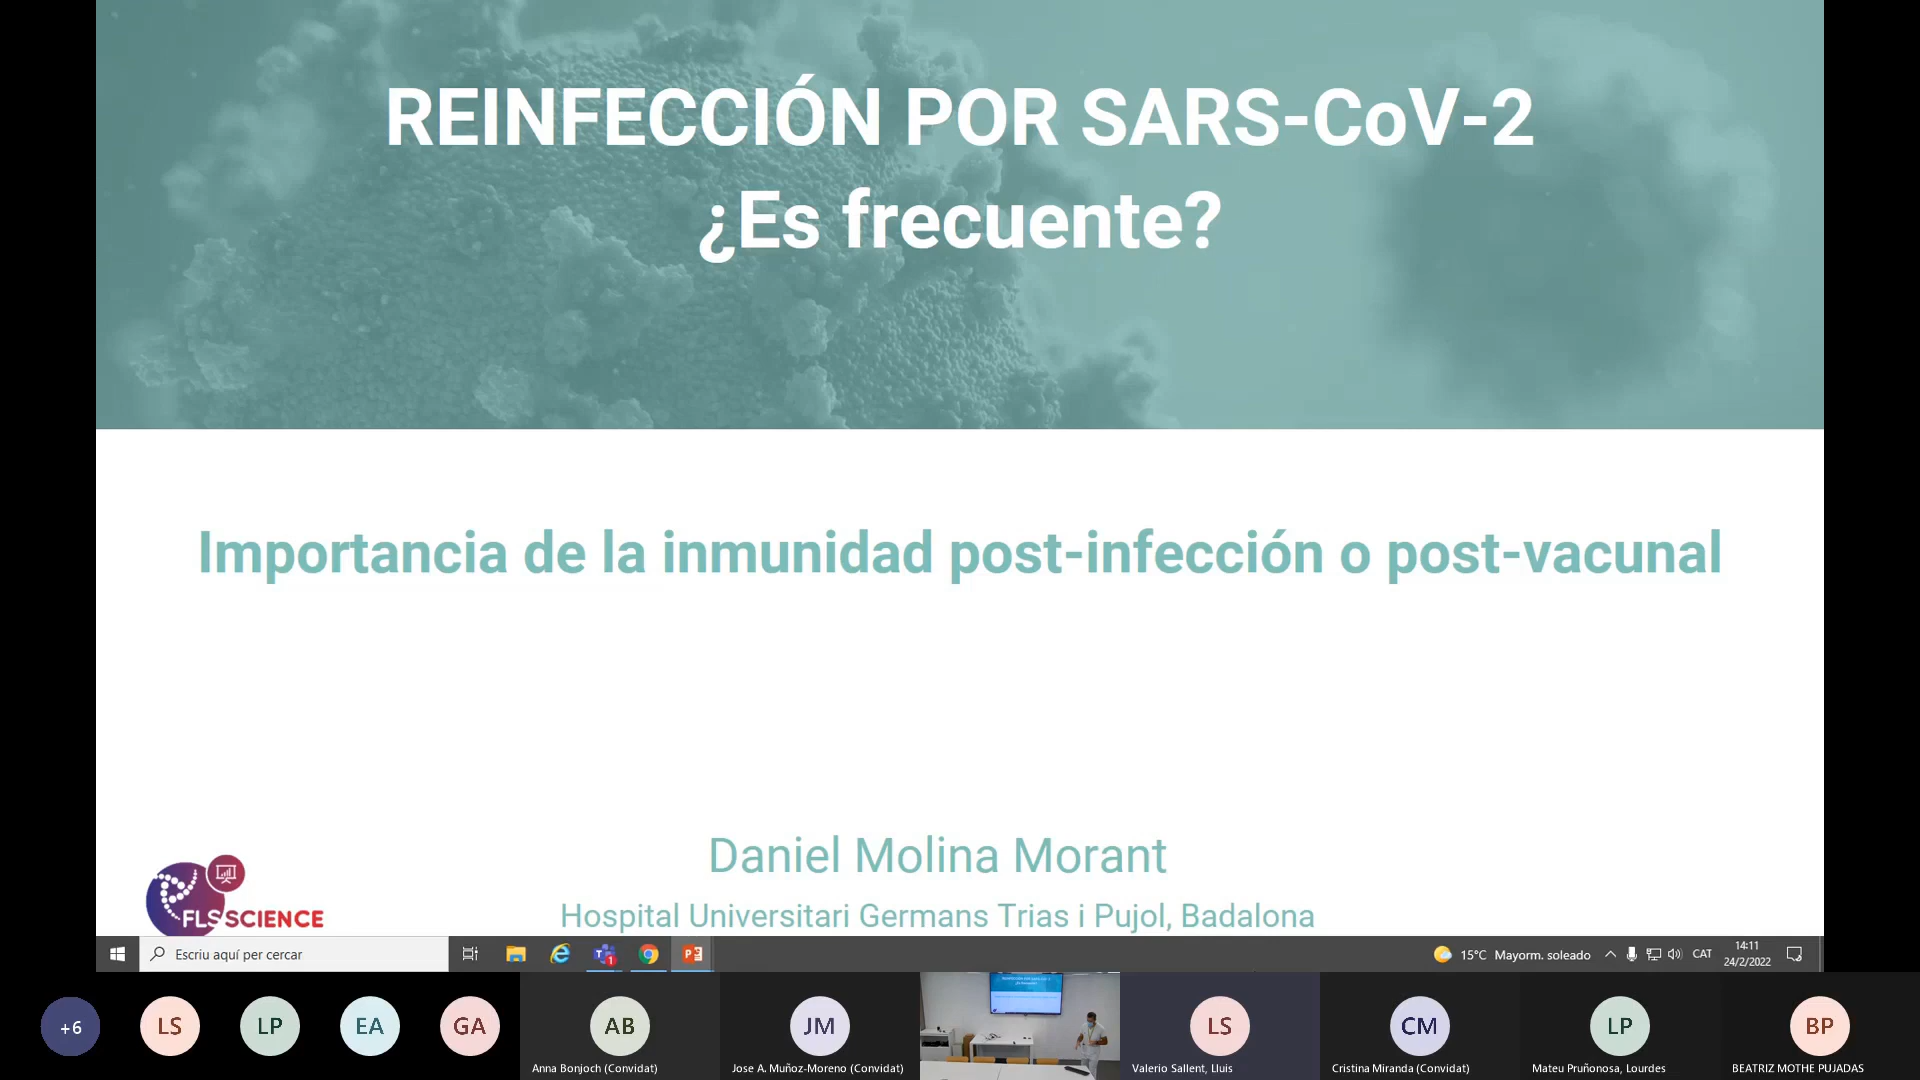 REINFECCIÓN POR SARS-CoV-2
¿Es frecuente?
Importancia de la inmunidad post-infección o post-vacunal
Daniel Molina Morant
Hospital Universitari Germans Trias i Pujol, Badalona
FLS SCIENCE
Escriu aquí per cercar
15°C Mayorm. soleado
CAT
14:11
24/2/2022
+6
LS
LP
EA
GA
AB
Anna Bonjoch (Convidat)
JM
Jose A. Muñoz-Moreno (Convidat)
LS
Valerio Sallent, Lluis
CM
Cristina Miranda (Convidat)
LP
Mateu Pruñonosa, Lourdes
BP
BEATRIZ MOTHE PUJADAS